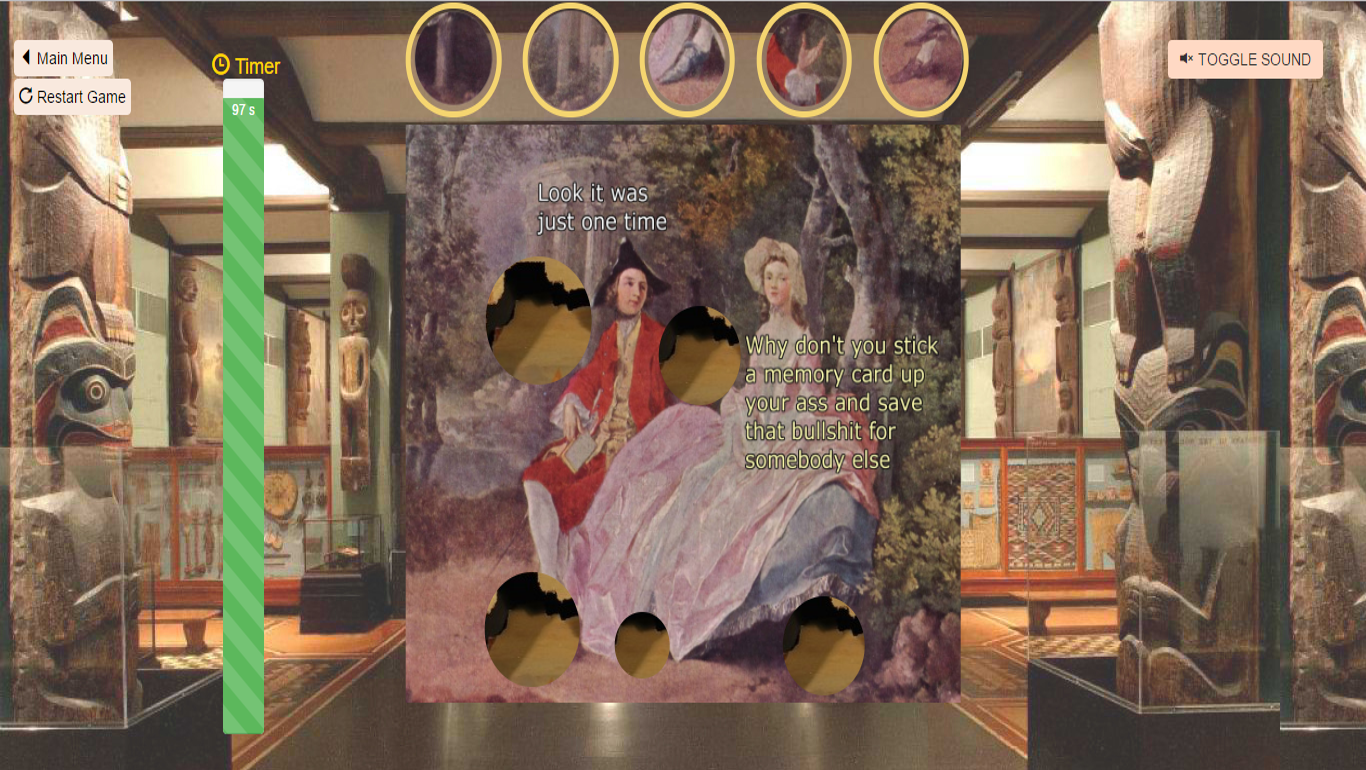 Main Menu
Restart Game
Timer
97 s
TOGGLE SOUND
Look it was
just one time
Why don't you stick
a memory card up
your ass and save
that bullshit for
somebody else